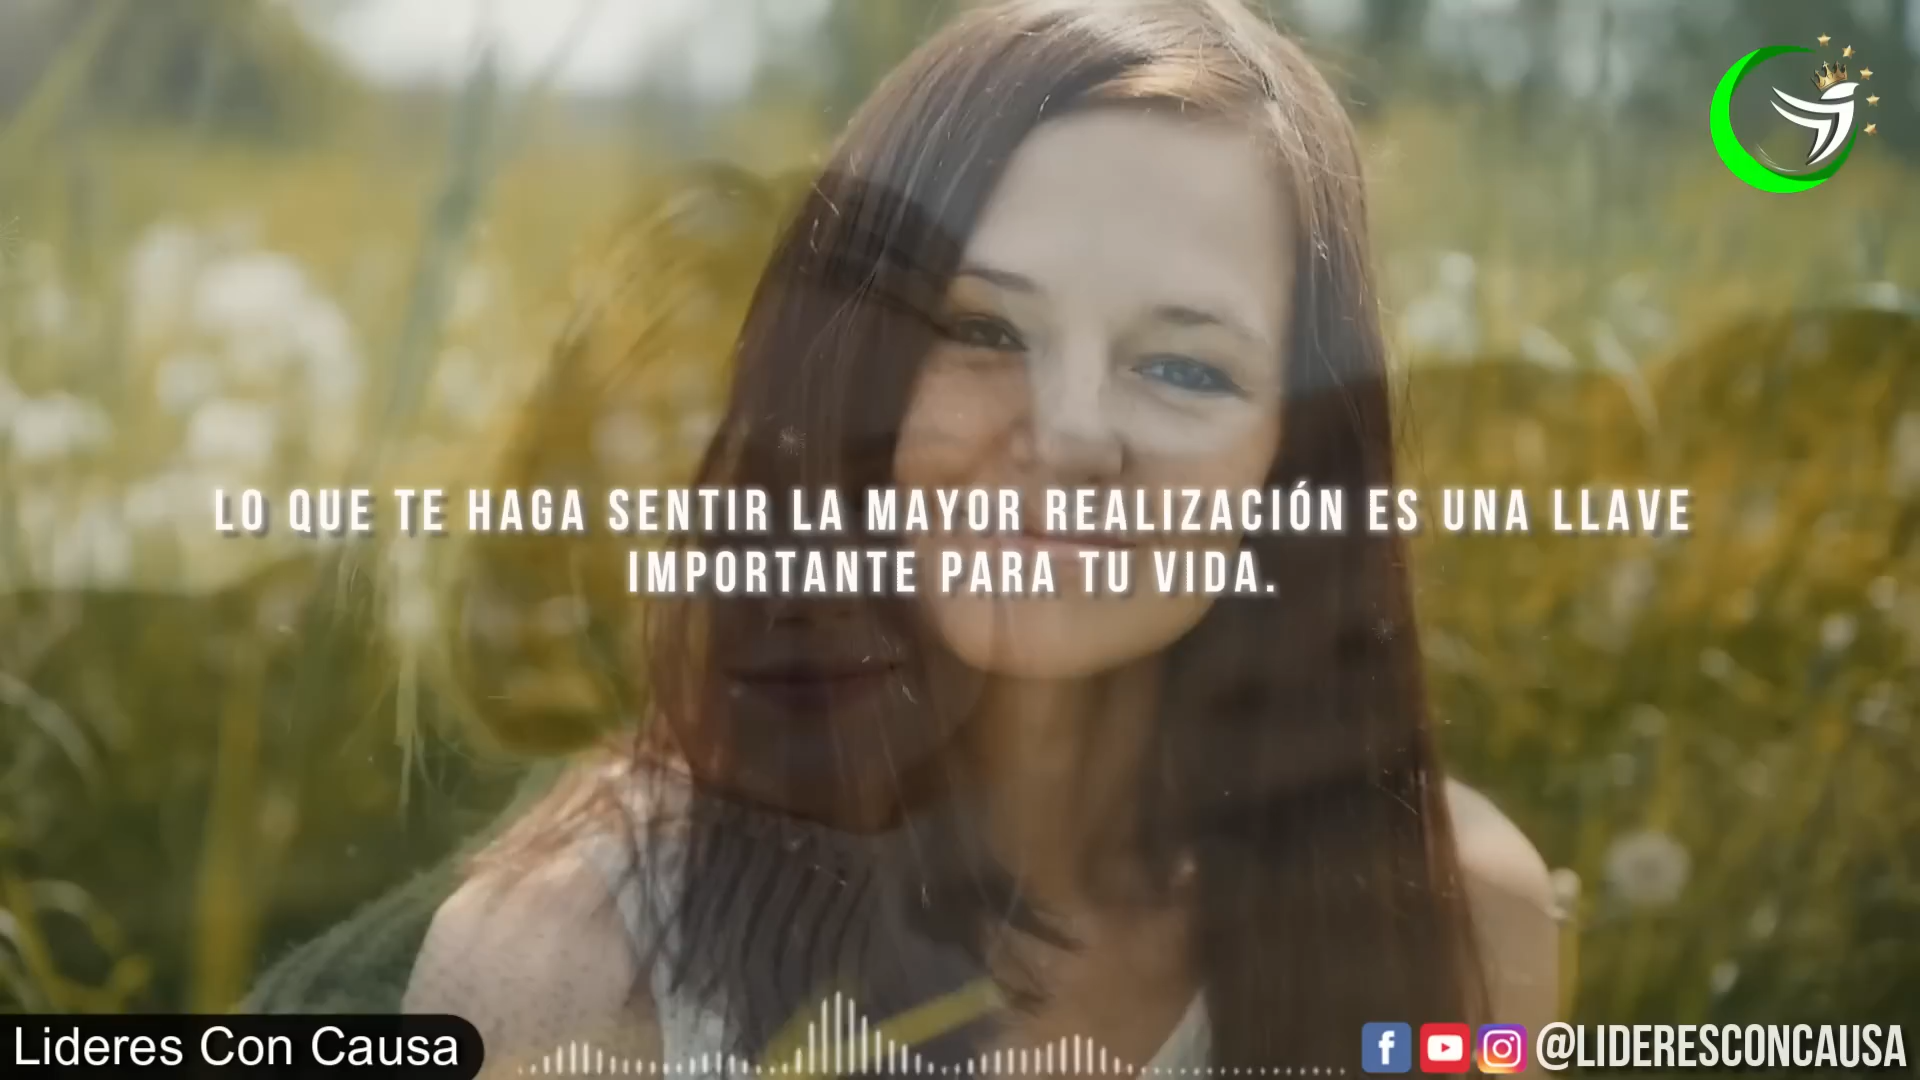 LO QUE TE HAGA SENTIR LA MAYOR REALIZACIÓN ES UNA LLAVE
IMPORTANTE PARA TU VIDA.
Lideres Con Causa
@LIDERESCONCAUSA